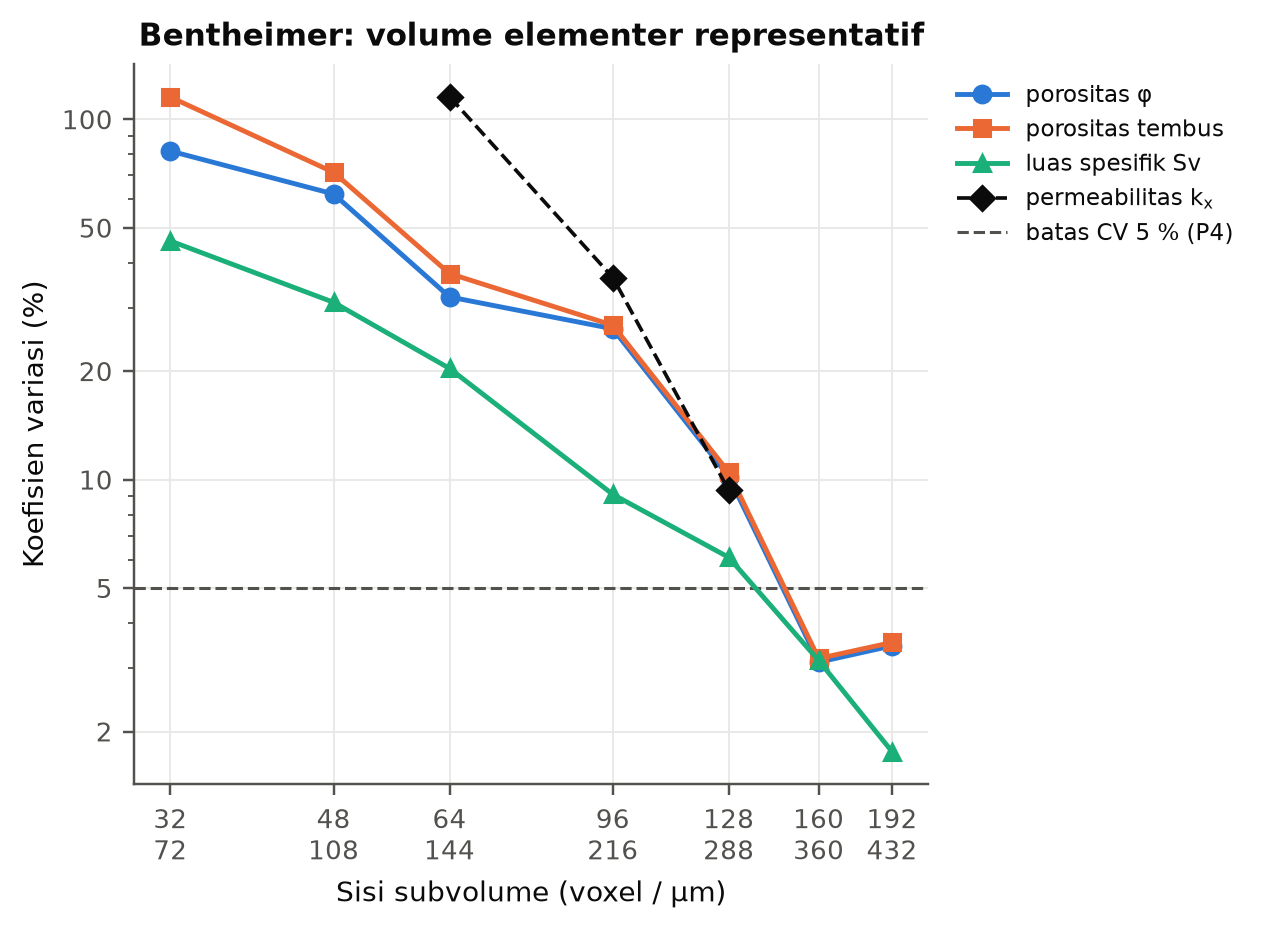 Bentheimer: volume elementer representatif
porositas φ
porositas tembus
luas spesifik Sv
permeabilitas kₓ
batas CV 5 % (P4)
Koefisien variasi (%)
100
50
20
10
5
2
32 48 64 96 128 160 192
72 108 144 216 288 360 432
Sisi subvolume (voxel / µm)